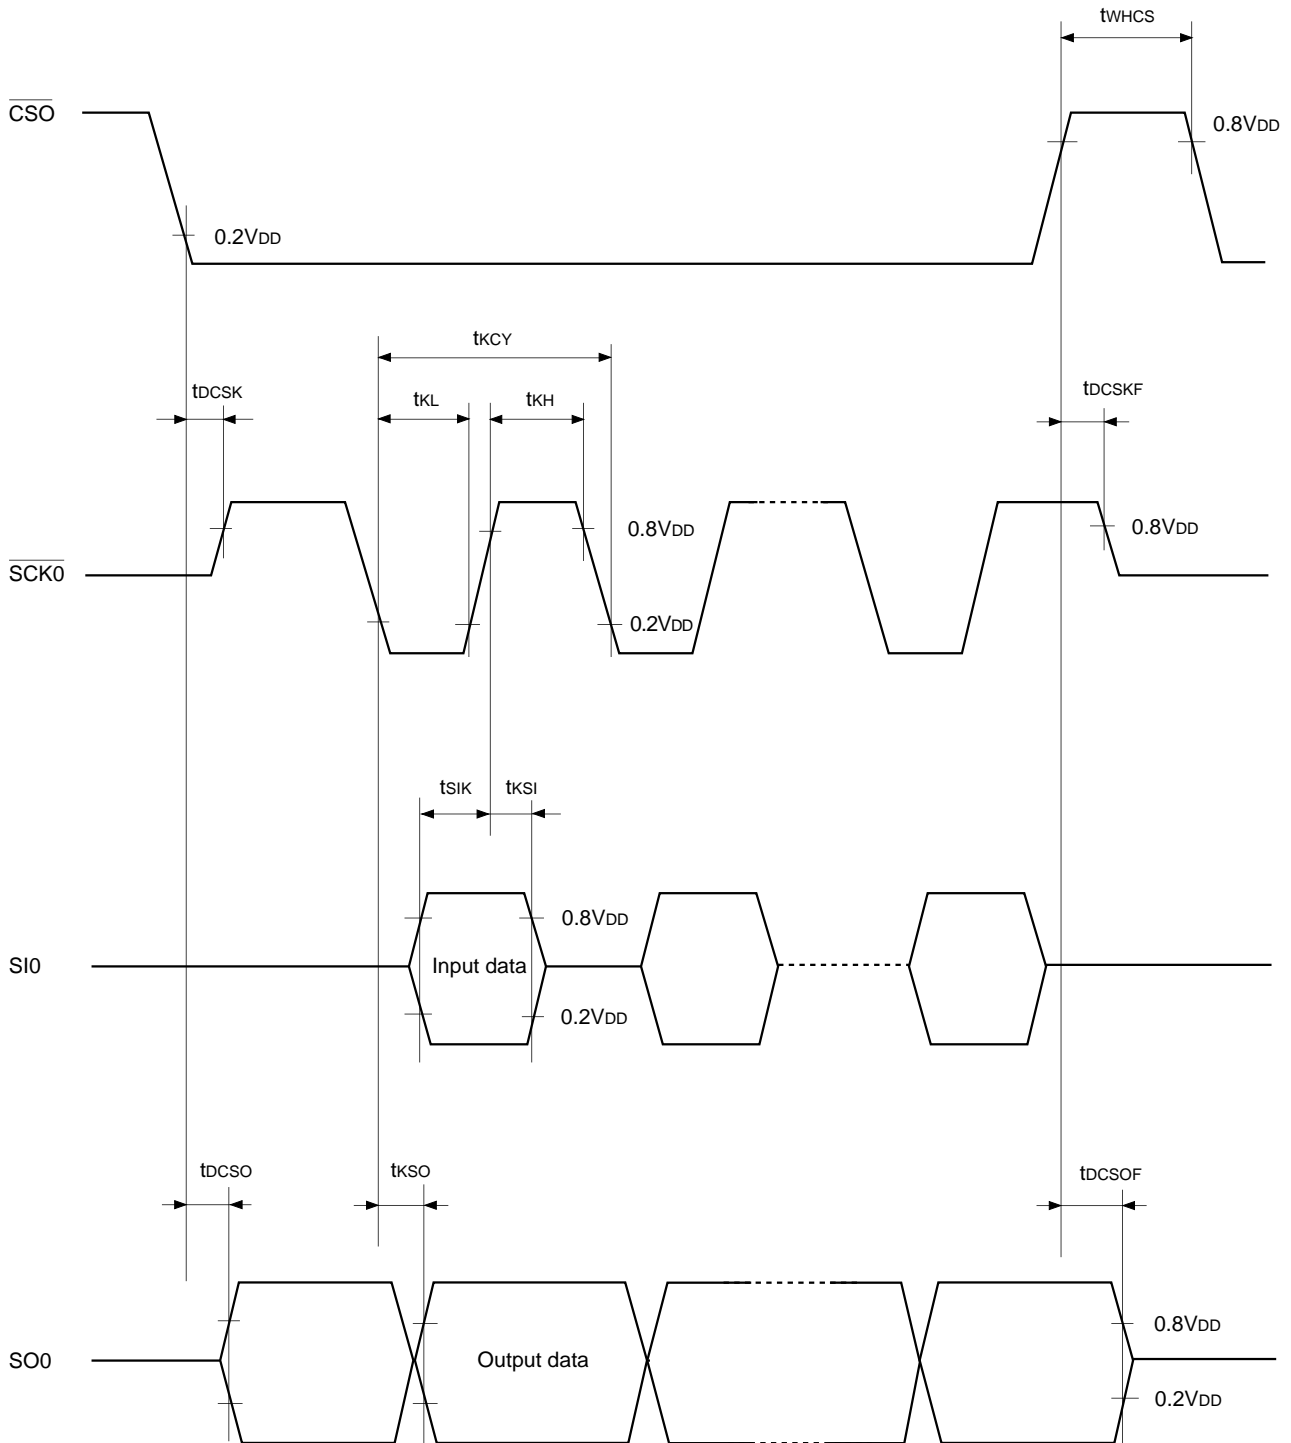 tWHCS
CSO
0.8VDD
0.2VDD
tKCY
tDCSK
tKL
tKH
tDCSKF
0.8VDD
0.8VDD
SCK0
0.2VDD
tSIK
tKSI
0.8VDD
SI0
Input data
0.2VDD
tDCSO
tKSO
tDCSOF
0.8VDD
SO0
Output data
0.2VDD